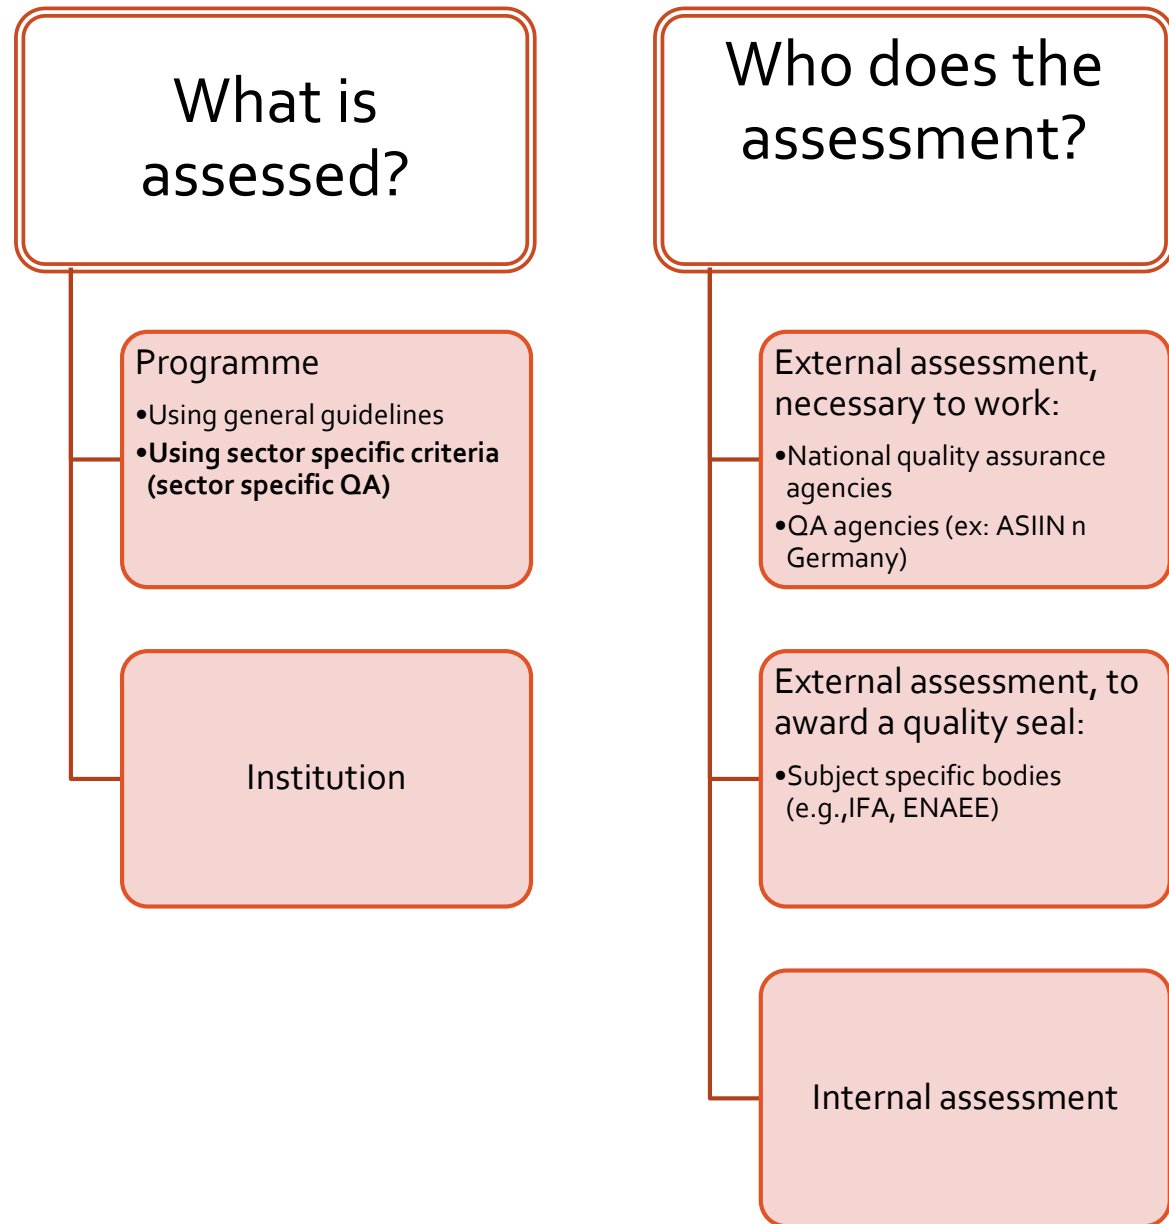 What is
assessed?
Programme
•Using general guidelines
•Using sector specific criteria
(sector specific QA)
Institution
Who does the
assessment?
External assessment,
necessary to work:
•National quality assurance
agencies
•QA agencies (ex: ASIIN n
Germany)
External assessment, to
award a quality seal:
•Subject specific bodies
(e.g.,IFA, ENAEE)
Internal assessment